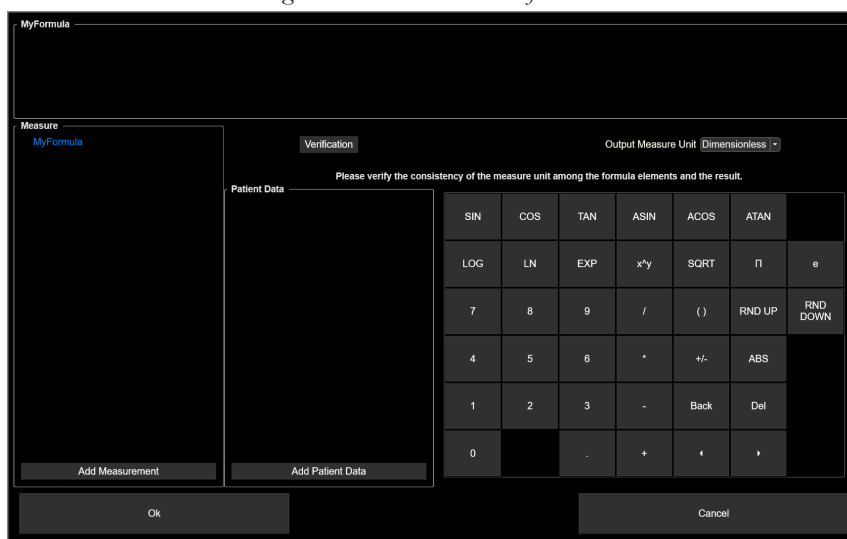 MyFormula
Measure
MyFormula
Verification
Output Measure Unit Dimensionless
Please verify the consistency of the measure unit among the formula elements and the result.
Patient Data
SIN COS TAN ASIN ACOS ATAN
LOG LN EXP x^y SQRT Π e
7 8 9 / ( ) RND UP RND DOWN
4 5 6 * +/- ABS
1 2 3 - Back Del
0 . +
Add Measurement
Add Patient Data
Ok
Cancel